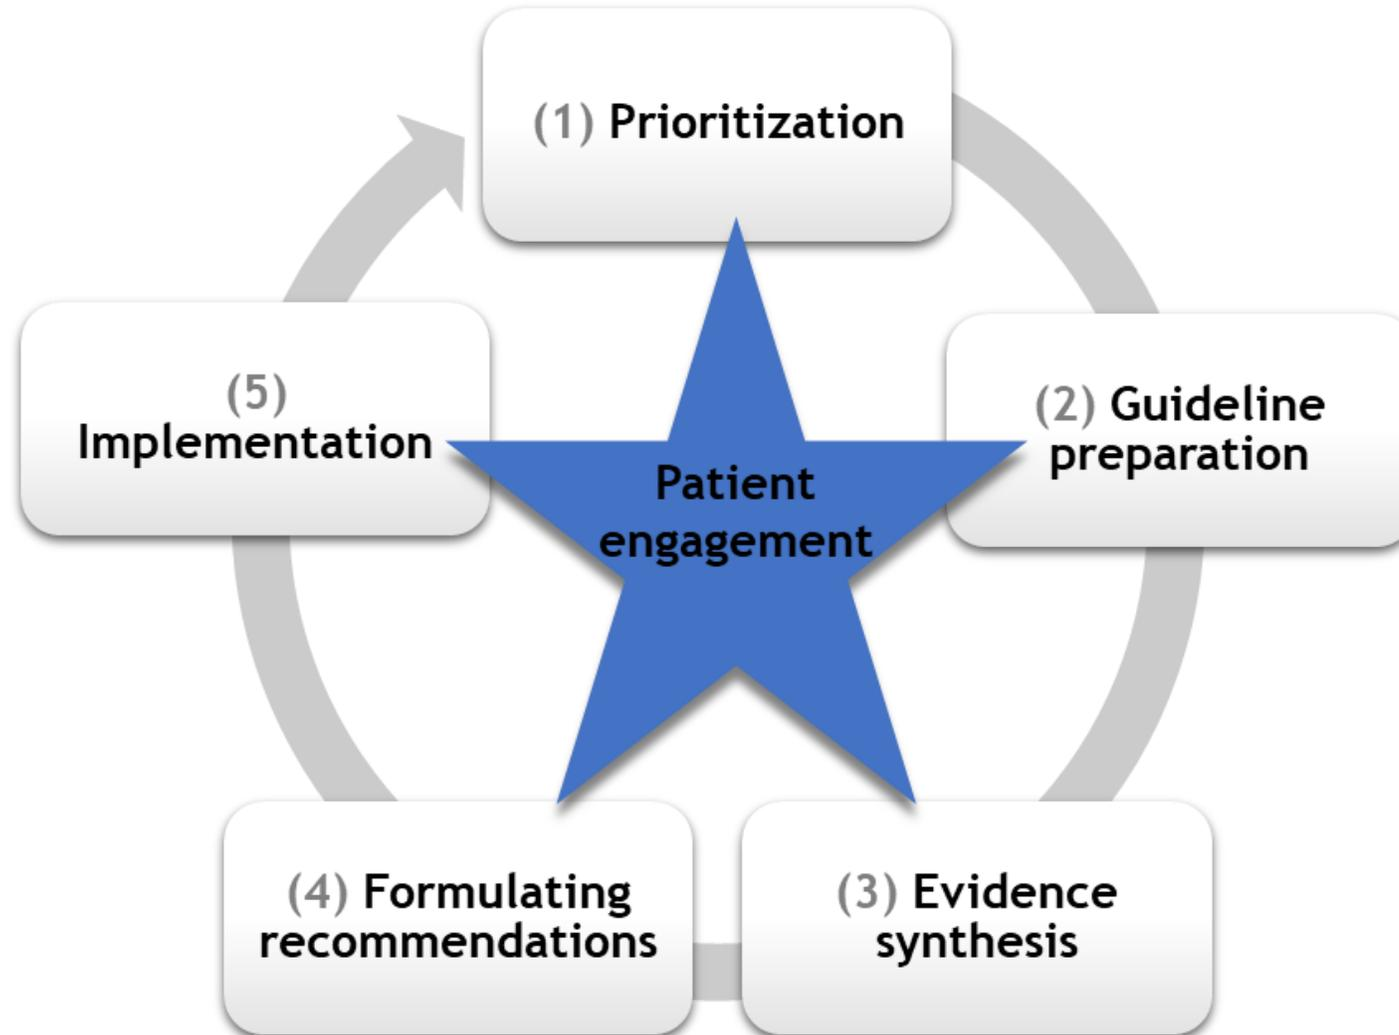 (1) Prioritization
(2) Guideline
preparation
(3) Evidence
synthesis
(4) Formulating
recommendations
(5)
Implementation
Patient
engagement